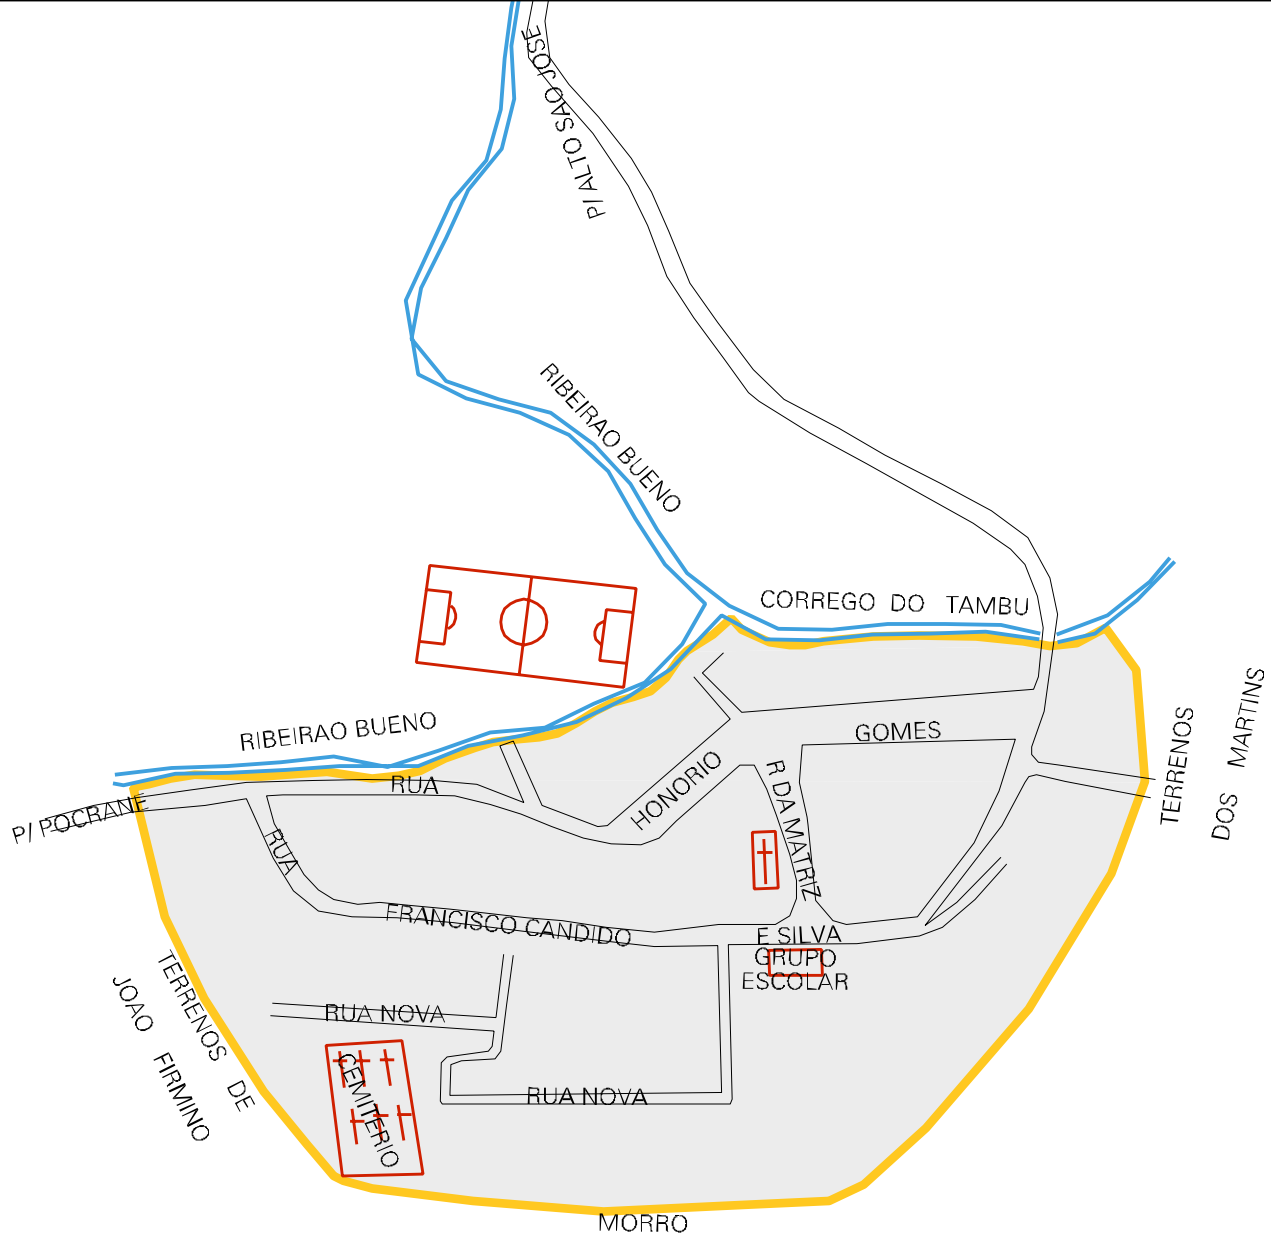 P/ ALTO SAO JOSE
RIBEIRAO BUENO
CORREGO DO TAMBU
RIBEIRAO BUENO
TERRENOS
DOS MARTINS
GOMES
HONORIO
RUA
P/ POCRANE
R DA MATRIZ
RUA
FRANCISCO CANDIDO
E SILVA
GRUPO
ESCOLAR
TERRENOS DE
JOAO FIRMINO
RUA NOVA
CEMITERIO
RUA NOVA
MORRO